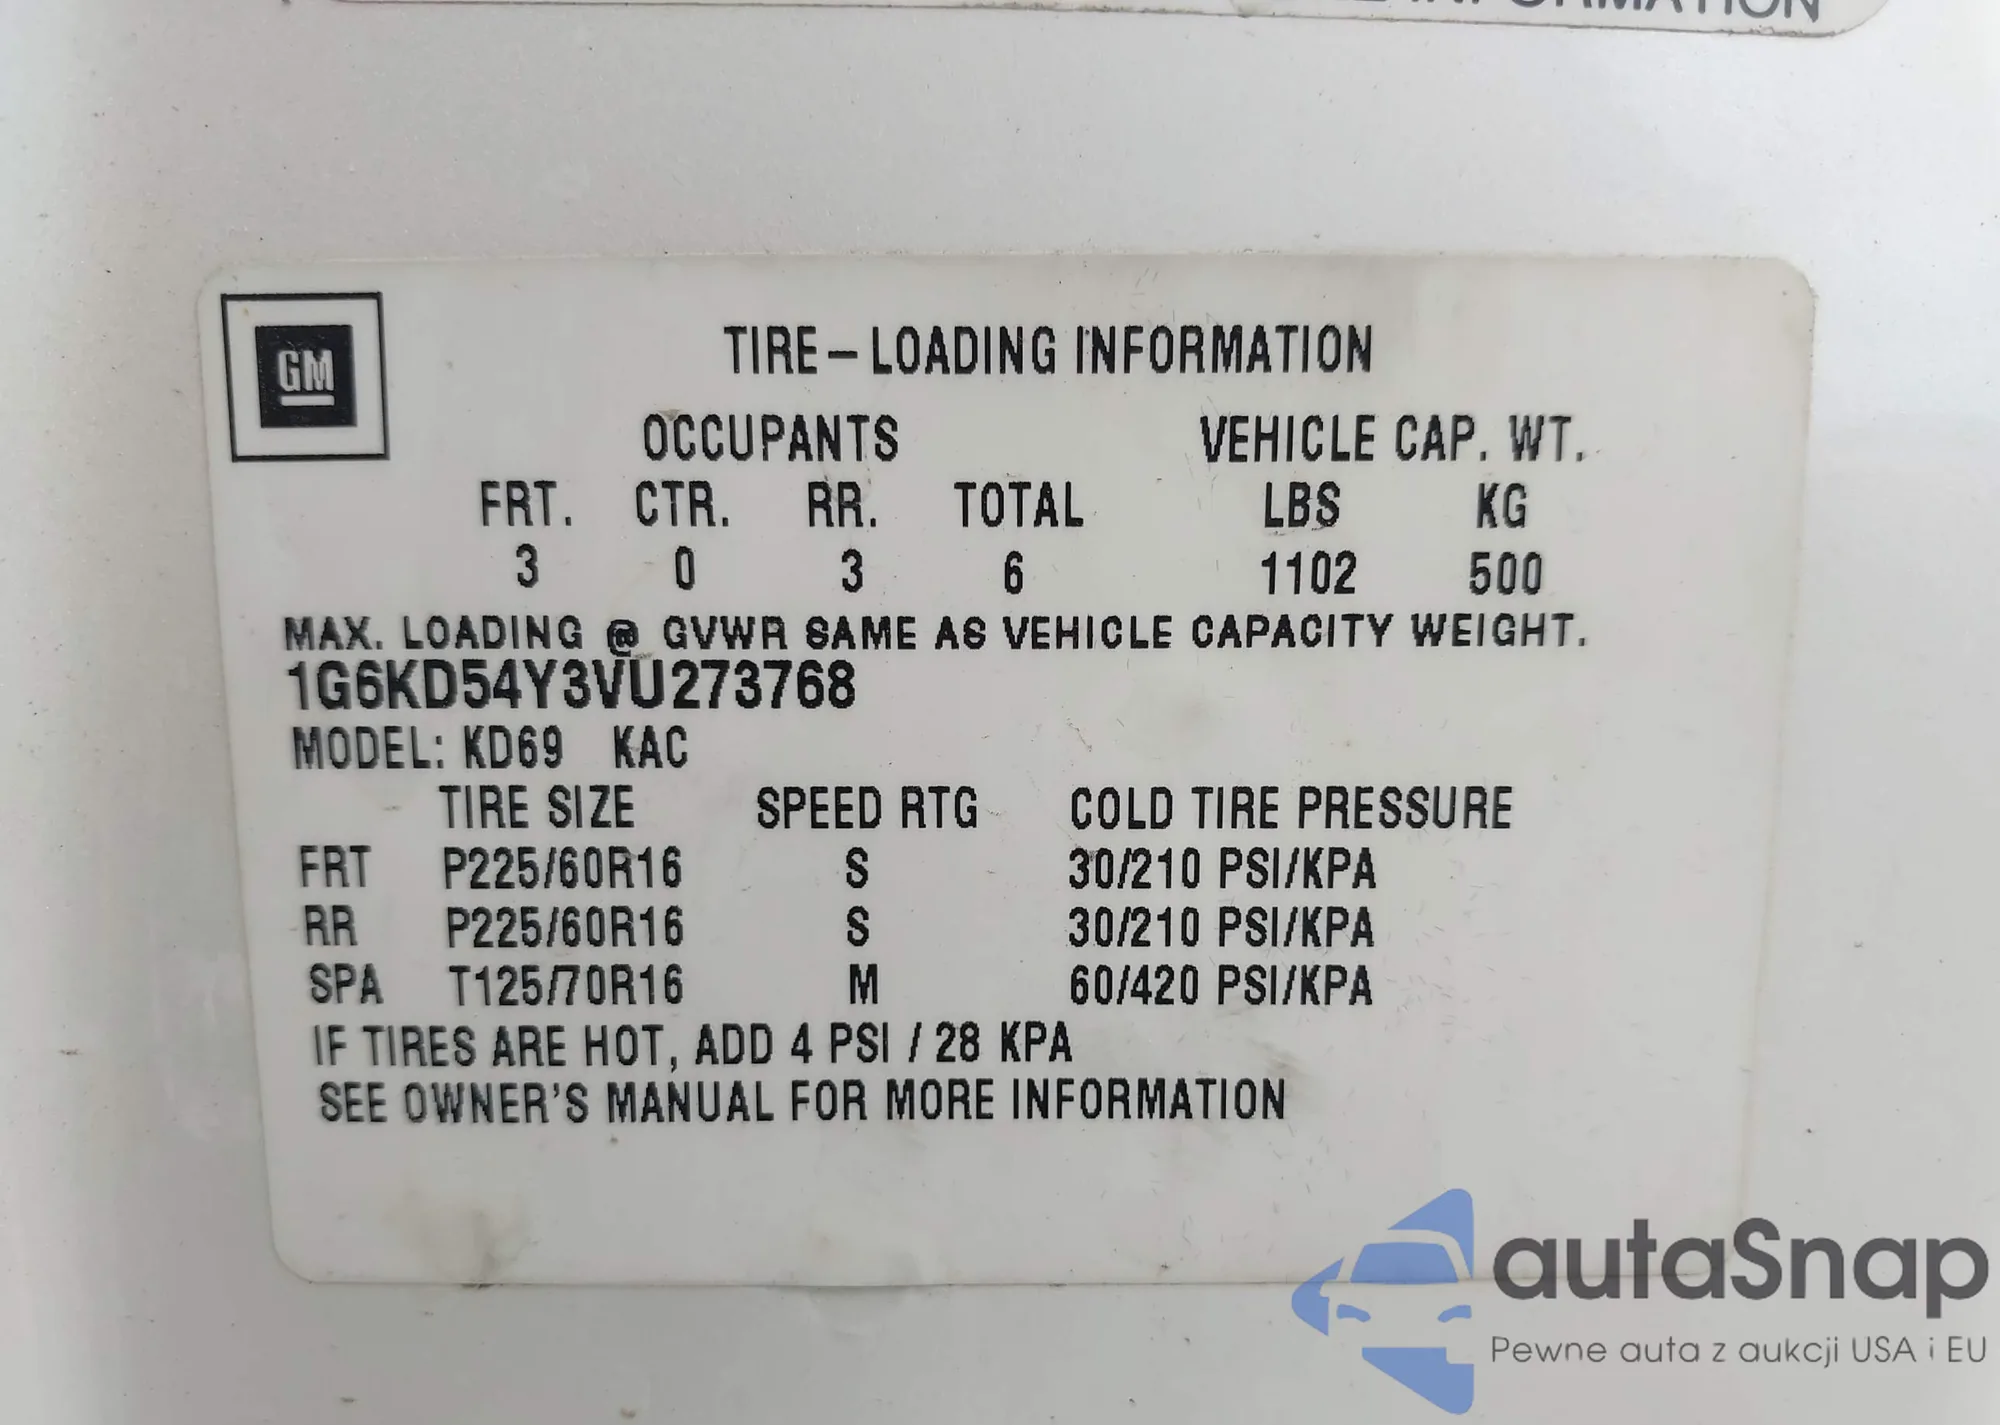 INFORMATION
GM
TIRE-LOADING INFORMATION
OCCUPANTS VEHICLE CAP. WT.
FRT. CTR. RR. TOTAL LBS KG
3 0 3 6 1102 500
MAX. LOADING @ GVWR SAME AS VEHICLE CAPACITY WEIGHT.
1G6KD54Y3VU273768
MODEL: KD69 KAC
TIRE SIZE SPEED RTG COLD TIRE PRESSURE
FRT P225/60R16 S 30/210 PSI/KPA
RR P225/60R16 S 30/210 PSI/KPA
SPA T125/70R16 M 60/420 PSI/KPA
IF TIRES ARE HOT, ADD 4 PSI / 28 KPA
SEE OWNER'S MANUAL FOR MORE INFORMATION
autaSnap
Pewne auta z aukcji USA i EU